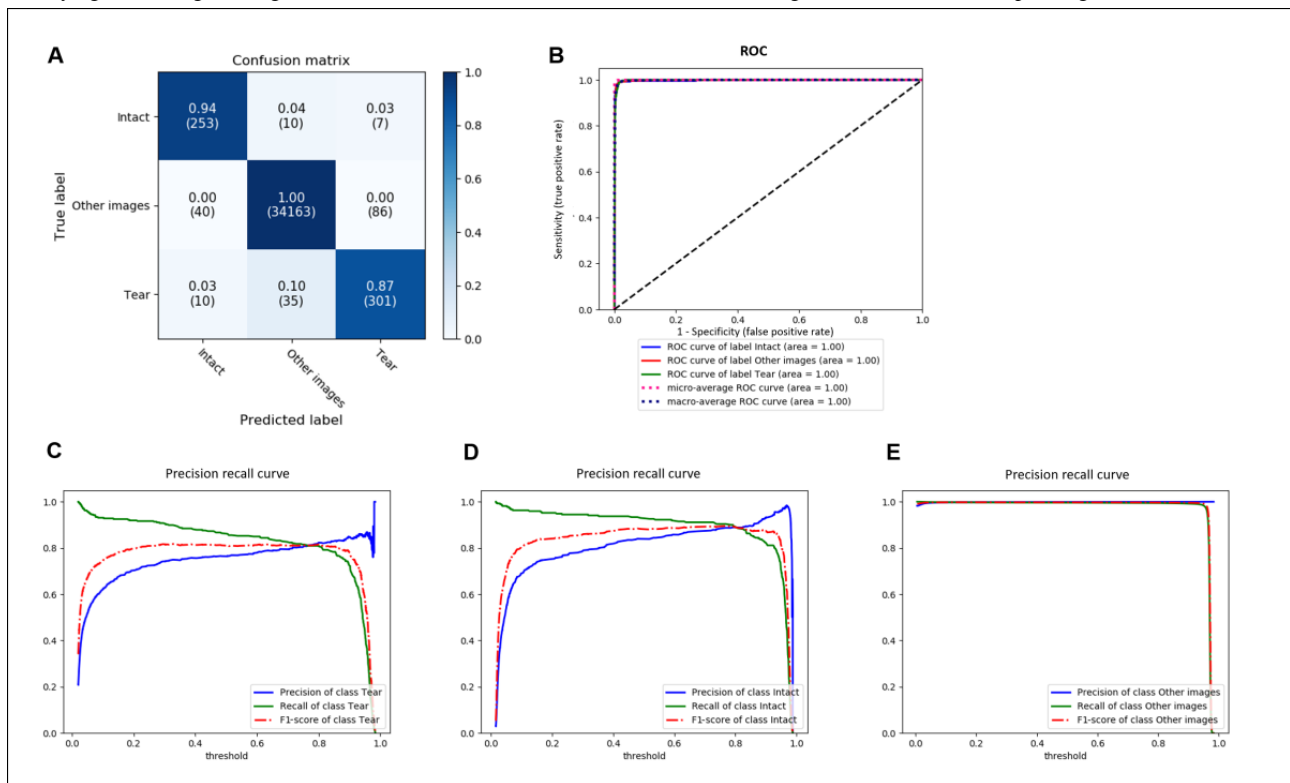 A
Confusion matrix
Intact
Other images
Tear
True label
0.94
(253)
0.04
(10)
0.03
(7)
0.00
(40)
1.00
(34163)
0.00
(86)
0.03
(10)
0.10
(35)
0.87
(301)
Intact
Other images
Tear
Predicted label
1.0
0.8
0.6
0.4
0.2
0.0
B
ROC
1.0
0.8
0.6
0.4
0.2
0.0
Sensitivity (true positive rate)
0.0 0.2 0.4 0.6 0.8 1.0
1 - Specificity (false positive rate)
ROC curve of label Intact (area = 1.00)
ROC curve of label Other images (area = 1.00)
ROC curve of label Tear (area = 1.00)
micro-average ROC curve (area = 1.00)
macro-average ROC curve (area = 1.00)
C
Precision recall curve
1.0
0.8
0.6
0.4
0.2
0.0
Precision of class Tear
Recall of class Tear
F1-score of class Tear
0.0 0.2 0.4 0.6 0.8 1.0
threshold
D
Precision recall curve
1.0
0.8
0.6
0.4
0.2
0.0
Precision of class Intact
Recall of class Intact
F1-score of class Intact
0.0 0.2 0.4 0.6 0.8 1.0
threshold
E
Precision recall curve
1.0
0.8
0.6
0.4
0.2
0.0
Precision of class Other images
Recall of class Other images
F1-score of class Other images
0.0 0.2 0.4 0.6 0.8 1.0
threshold